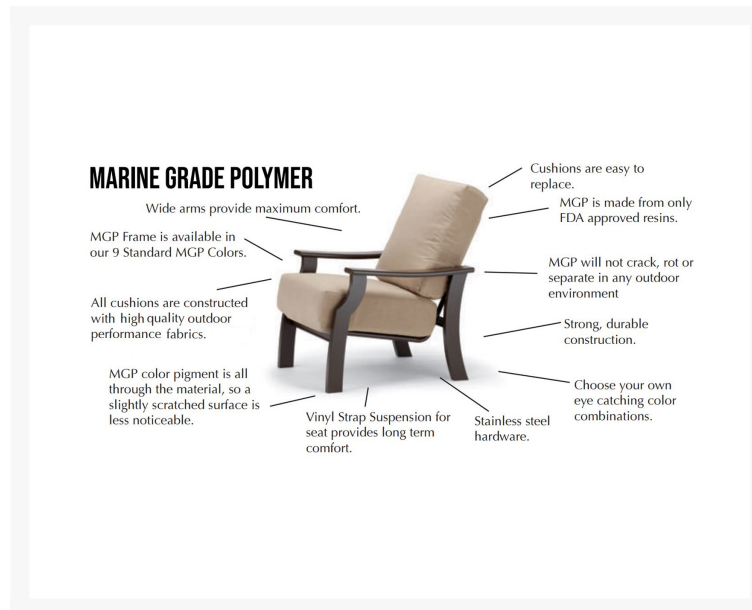 MARINE GRADE POLYMER
Wide arms provide maximum comfort.
MGP Frame is available in
our 9 Standard MGP Colors.
All cushions are constructed
with high quality outdoor
performance fabrics.
MGP color pigment is all
through the material, so a
slightly scratched surface is
less noticeable.
Vinyl Strap Suspension for
seat provides long term
comfort.
Stainless steel
hardware.
Cushions are easy to
replace.
MGP is made from only
FDA approved resins.
MGP will not crack, rot or
separate in any outdoor
environment
Strong, durable
construction.
Choose your own
eye catching color
combinations.